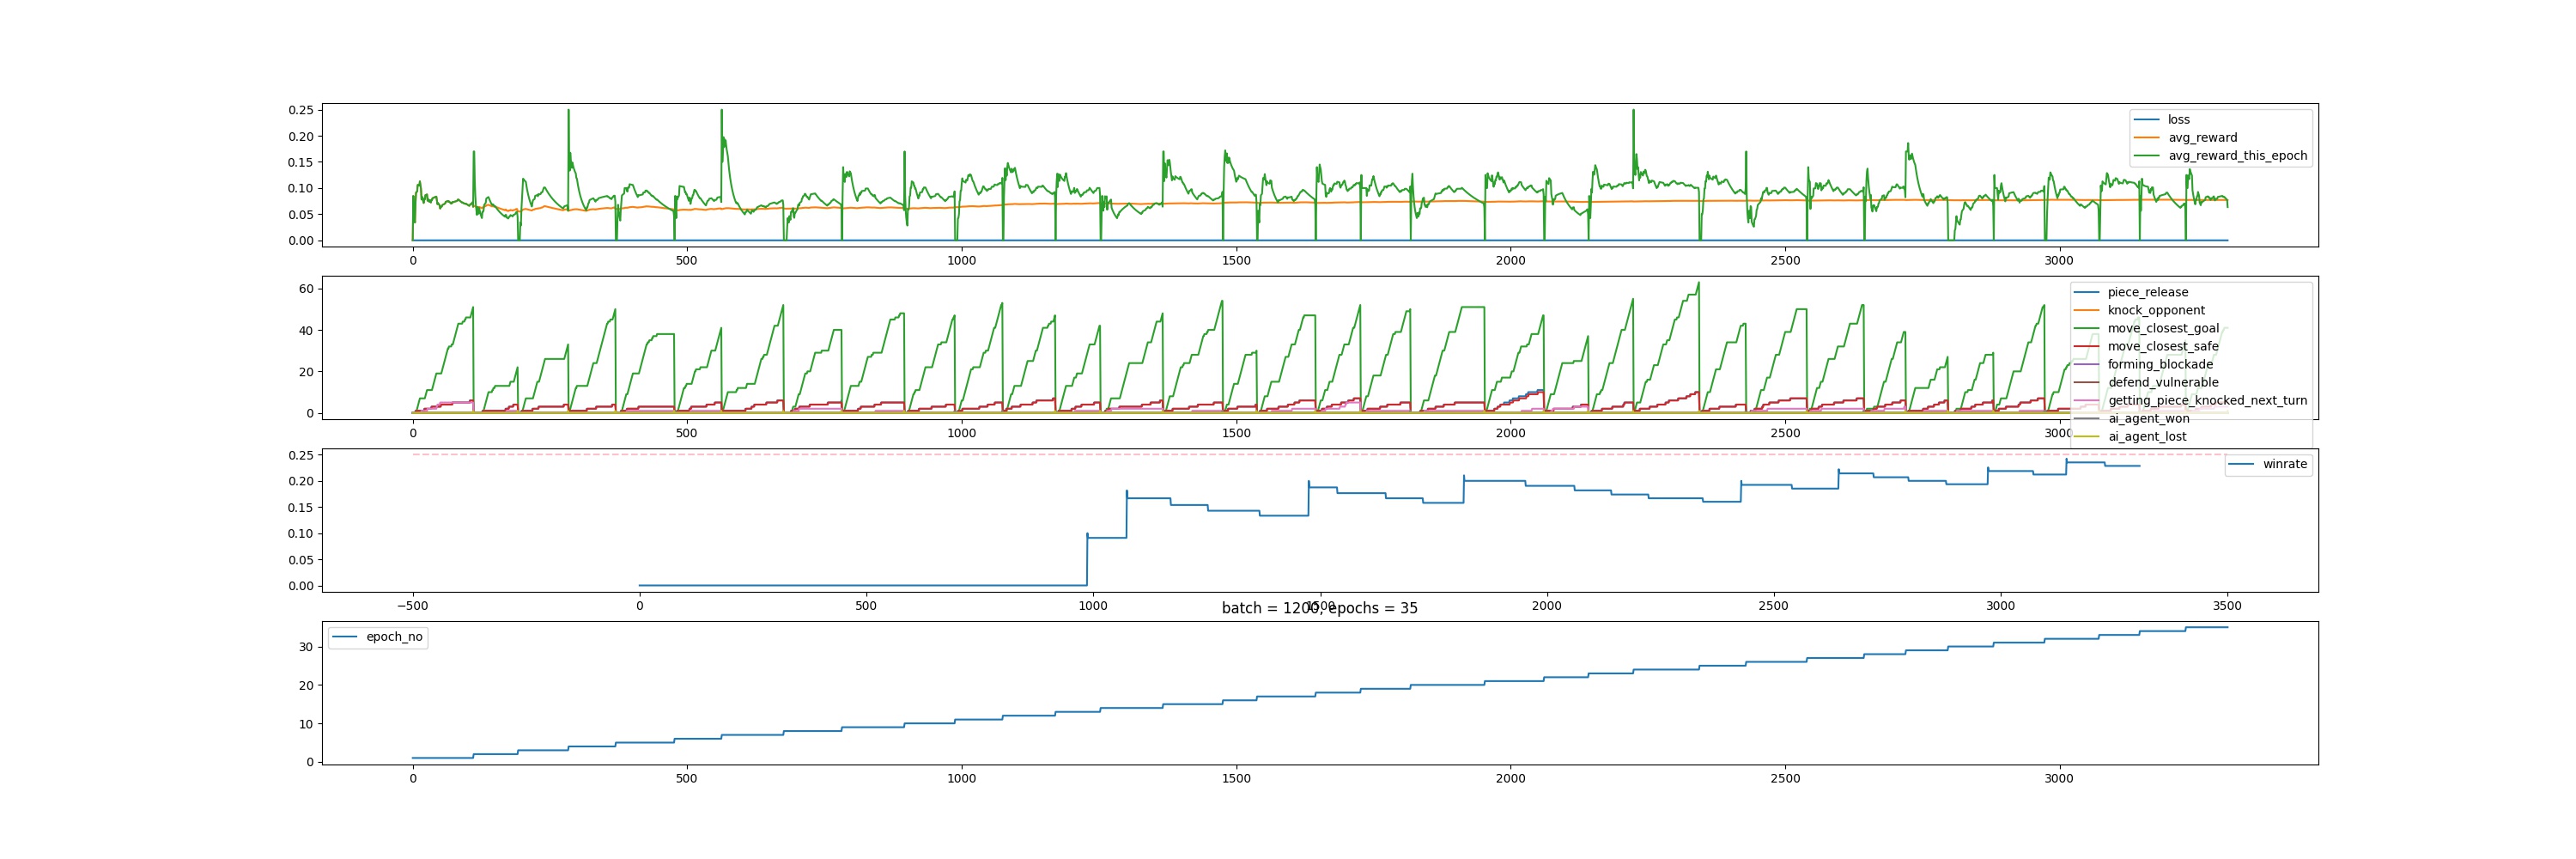 0.25
0.20
0.15
0.10
0.05
0.00
loss
avg_reward
avg_reward_this_epoch
0 500 1000 1500 2000 2500 3000
60
40
20
0
piece_release
knock_opponent
move_closest_goal
move_closest_safe
forming_blockade
defend_vulnerable
getting_piece_knocked_next_turn
ai_agent_won
ai_agent_lost
0 500 1000 1500 2000 2500 3000
0.25
0.20
0.15
0.10
0.05
0.00
winrate
−500 0 500 1000 1500 2000 2500 3000 3500
batch = 1200, epochs = 35
30
20
10
0
epoch_no
0 500 1000 1500 2000 2500 3000